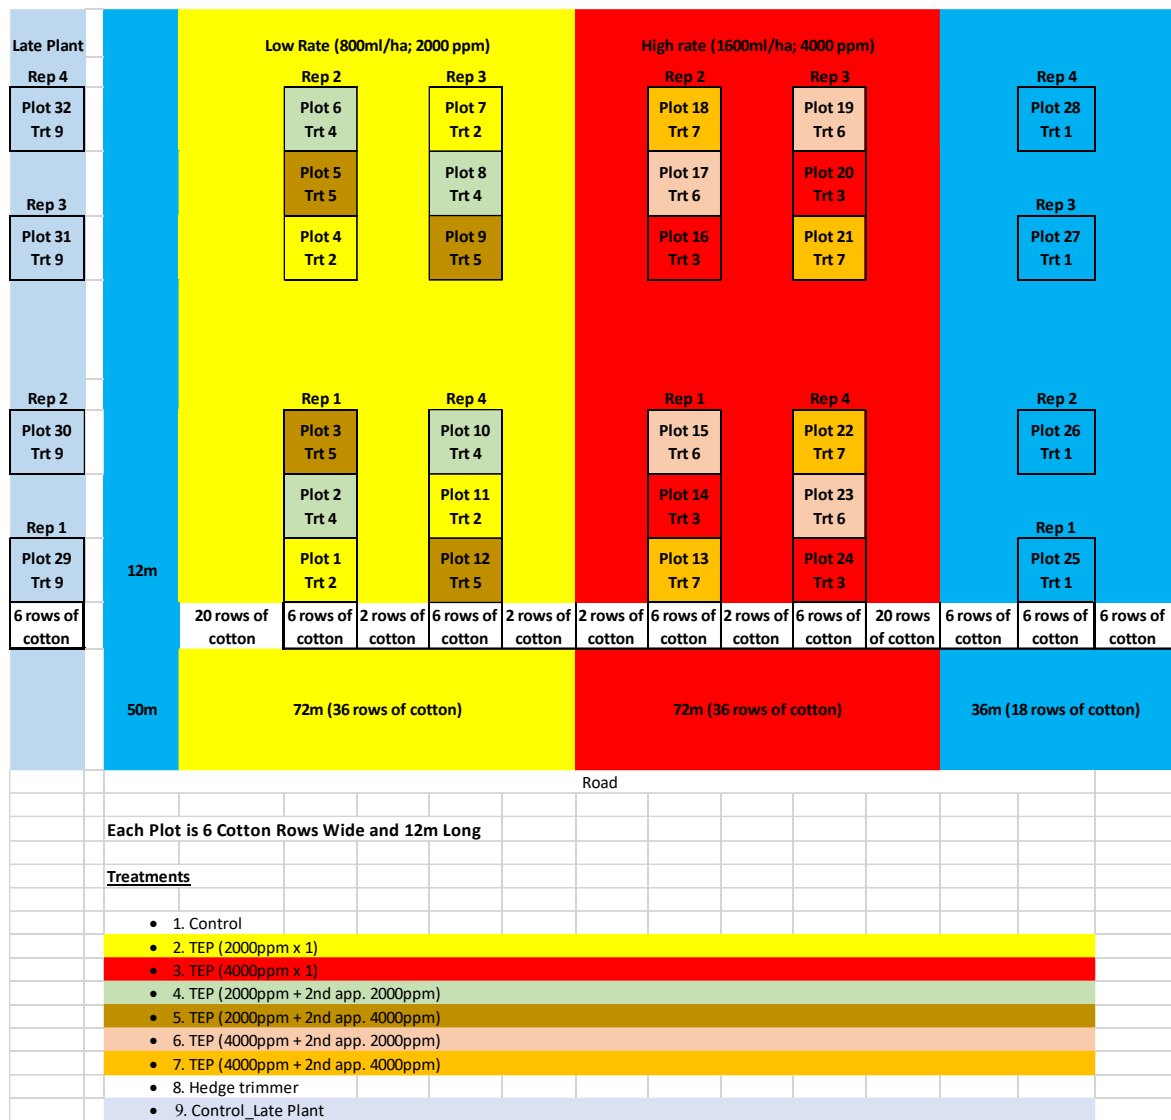 Late Plant Low Rate (800ml/ha; 2000 ppm) High rate (1600ml/ha; 4000 ppm)
Rep 4 Rep 2 Rep 3 Rep 2 Rep 3 Rep 4
Plot 32 Plot 6 Plot 7 Plot 18 Plot 19 Plot 28
Trt 9 Trt 4 Trt 2 Trt 7 Trt 6 Trt 1
Plot 5 Plot 8 Plot 17 Plot 20
Rep 3 Trt 5 Trt 4 Trt 6 Trt 3 Rep 3
Plot 31 Plot 4 Plot 9 Plot 16 Plot 21 Plot 27
Trt 9 Trt 2 Trt 5 Trt 3 Trt 7 Trt 1
Rep 2 Rep 1 Rep 4 Rep 1 Rep 4 Rep 2
Plot 30 Plot 3 Plot 10 Plot 15 Plot 22 Plot 26
Trt 9 Trt 5 Trt 4 Trt 6 Trt 7 Trt 1
Plot 2 Plot 11 Plot 14 Plot 23
Rep 1 Trt 4 Trt 2 Trt 3 Trt 6 Rep 1
Plot 29 Plot 1 Plot 12 Plot 13 Plot 24 Plot 25
Trt 9 12m Trt 2 Trt 5 Trt 7 Trt 3 Trt 1
6 rows of 20 rows of 6 rows of 2 rows of 6 rows of 2 rows of 2 rows of 6 rows of 2 rows of 6 rows of 20 rows 6 rows of 6 rows of 6 rows of
cotton cotton cotton cotton cotton cotton cotton cotton cotton cotton of cotton cotton cotton cotton
50m 72m (36 rows of cotton) 72m (36 rows of cotton) 36m (18 rows of cotton)
Road
Each Plot is 6 Cotton Rows Wide and 12m Long
Treatments
• 1. Control
• 2. TEP (2000ppm x 1)
• 3. TEP (4000ppm x 1)
• 4. TEP (2000ppm + 2nd app. 2000ppm)
• 5. TEP (2000ppm + 2nd app. 4000ppm)
• 6. TEP (4000ppm + 2nd app. 2000ppm)
• 7. TEP (4000ppm + 2nd app. 4000ppm)
• 8. Hedge trimmer
• 9. Control_Late Plant